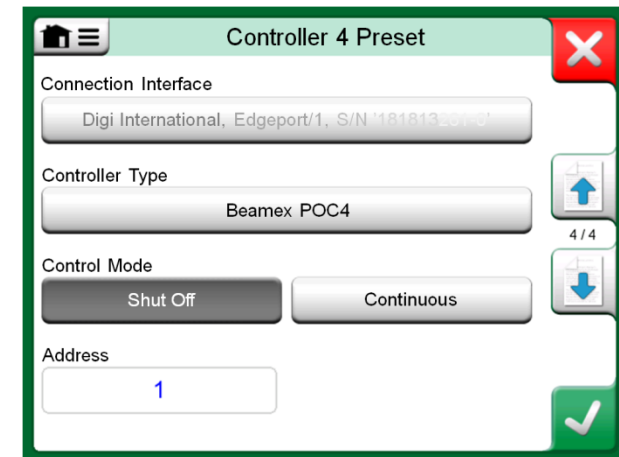 Controller 4 Preset
Connection Interface
Digi International, Edgeport/1, S/N '181813
Controller Type
Beamex POC4
4 / 4
Control Mode
Shut Off
Continuous
Address
1